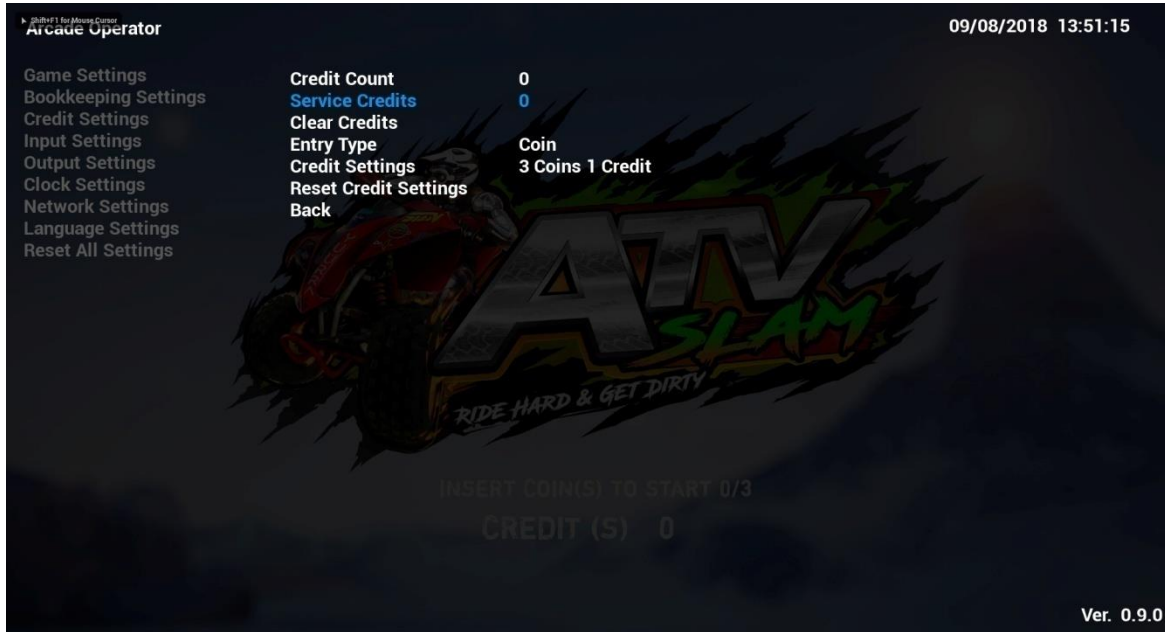 Shift+F1 for Mouse Cursor
Arcade Operator
09/08/2018 13:51:15
Game Settings
Bookkeeping Settings
Credit Settings
Input Settings
Output Settings
Clock Settings
Network Settings
Language Settings
Reset All Settings
Credit Count 0
Service Credits 0
Clear Credits
Entry Type Coin
Credit Settings 3 Coins 1 Credit
Reset Credit Settings
Back
ATV
SLAM
RIDE HARD & GET DIRTY
INSERT COIN(S) TO START 0/3
CREDIT (S) 0
Ver. 0.9.0